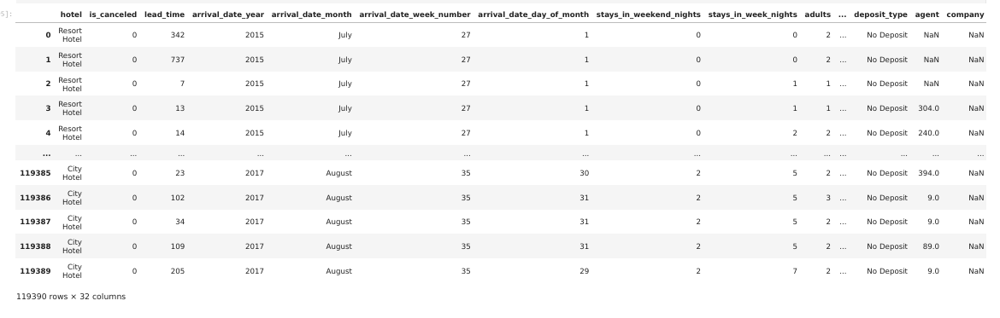 5]:
hotel is_canceled lead_time arrival_date_year arrival_date_month arrival_date_week_number arrival_date_day_of_month stays_in_weekend_nights stays_in_week_nights adults ... deposit_type agent company
0 Resort Hotel 0 342 2015 July 27 1 0 0 2 ... No Deposit NaN NaN
1 Resort Hotel 0 737 2015 July 27 1 0 0 2 ... No Deposit NaN NaN
2 Resort Hotel 0 7 2015 July 27 1 0 1 1 ... No Deposit NaN NaN
3 Resort Hotel 0 13 2015 July 27 1 0 1 1 ... No Deposit 304.0 NaN
4 Resort Hotel 0 14 2015 July 27 1 0 2 2 ... No Deposit 240.0 NaN
... ... ... ... ... ... ... ... ... ... ... ... ... ... ...
119385 City Hotel 0 23 2017 August 35 30 2 5 2 ... No Deposit 394.0 NaN
119386 City Hotel 0 102 2017 August 35 31 2 5 3 ... No Deposit 9.0 NaN
119387 City Hotel 0 34 2017 August 35 31 2 5 2 ... No Deposit 9.0 NaN
119388 City Hotel 0 109 2017 August 35 31 2 5 2 ... No Deposit 89.0 NaN
119389 City Hotel 0 205 2017 August 35 29 2 7 2 ... No Deposit 9.0 NaN
119390 rows × 32 columns